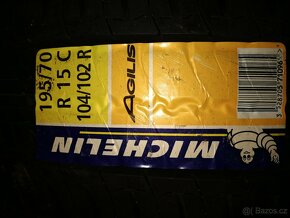 195/70
R 15 C
104/102 R
AGILIS
MICHELIN
Bazos.cz